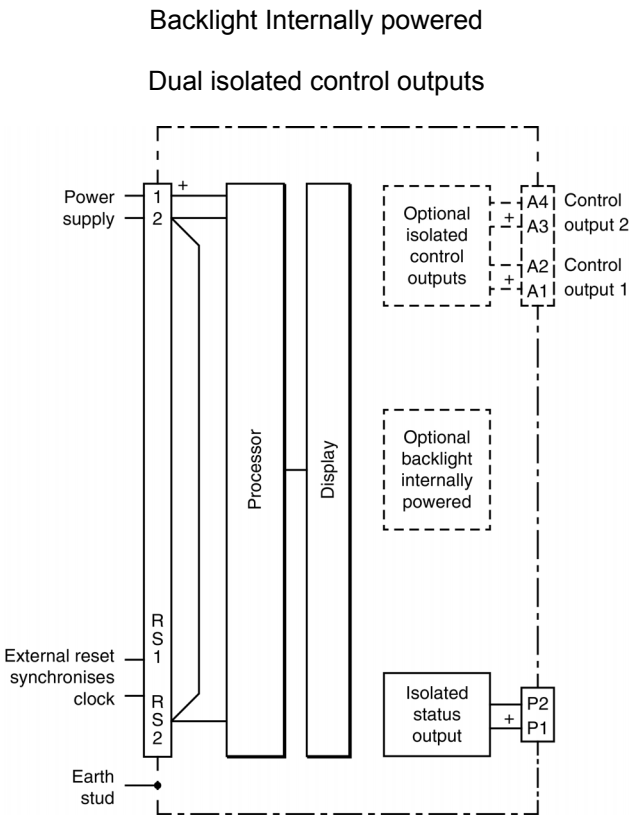 Backlight Internally powered
Dual isolated control outputs
Power
supply
1
+
2
Processor
Display
Optional
isolated
control
outputs
+
+
A4
A3
A2
A1
Control
output 2
Control
output 1
Optional
backlight
internally
powered
R
S
1
External reset
synchronises
clock
R
S
2
Isolated
status
output
+
P2
P1
Earth
stud